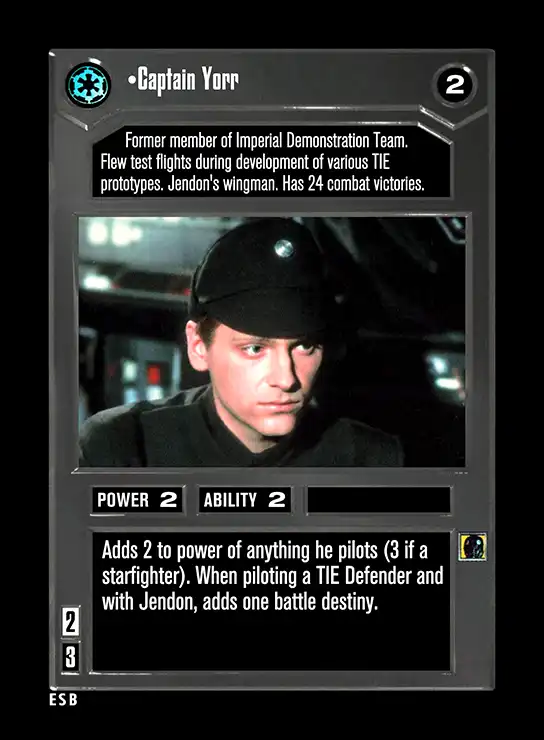 •Captain Yorr
2
Former member of Imperial Demonstration Team.
Flew test flights during development of various TIE
prototypes. Jendon's wingman. Has 24 combat victories.
POWER 2 ABILITY 2
Adds 2 to power of anything he pilots (3 if a
starfighter). When piloting a TIE Defender and
with Jendon, adds one battle destiny.
2
3
ESB